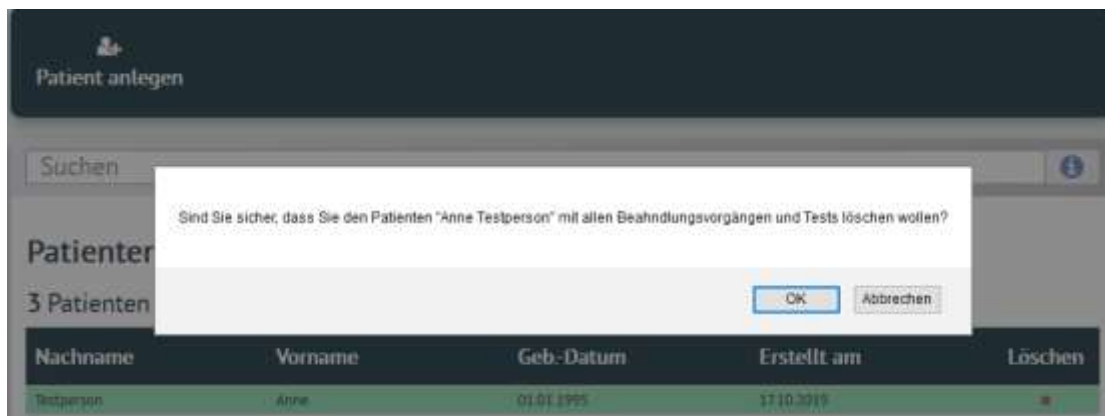 Patient anlegen
Suchen
Sind Sie sicher, dass Sie den Patienten "Anne Testperson" mit allen Beahndlungsvorgängen und Tests löschen wollen?
Patienter
3 Patienten
OK Abbrechen
Nachname Vorname Geb.-Datum Erstellt am Löschen
Testperson Anne 01.01.1995 17.10.2019